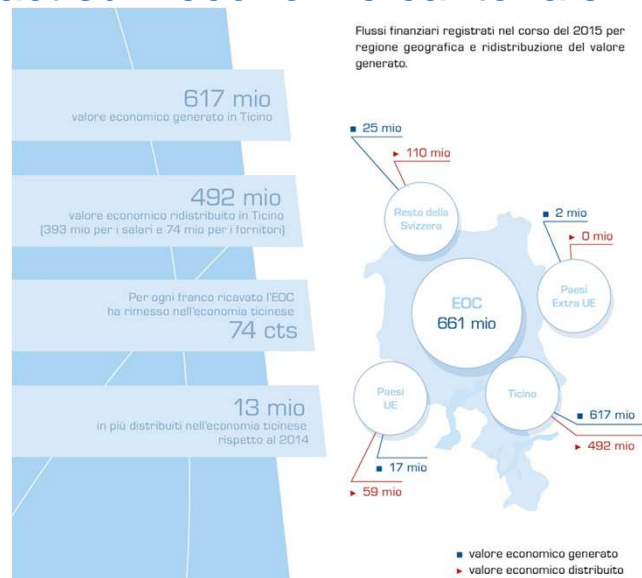 Flussi finanziari registrati nel corso del 2015 per
regione geografica e ridistribuzione del valore
generato.
617 mio
valore economico generato in Ticino
492 mio
valore economico ridistribuito in Ticino
(393 mio per i salari e 74 mio per i fornitori)
Per ogni franco ricavato l'EOC
ha rimesso nell'economia ticinese
74 cts
13 mio
in più distribuiti nell'economia ticinese
rispetto al 2014
25 mio
110 mio
Resto della
Svizzera
2 mio
0 mio
Paesi
Extra UE
EOC
661 mio
Paesi
UE
Ticino
617 mio
492 mio
17 mio
59 mio
valore economico generato
valore economico distribuito